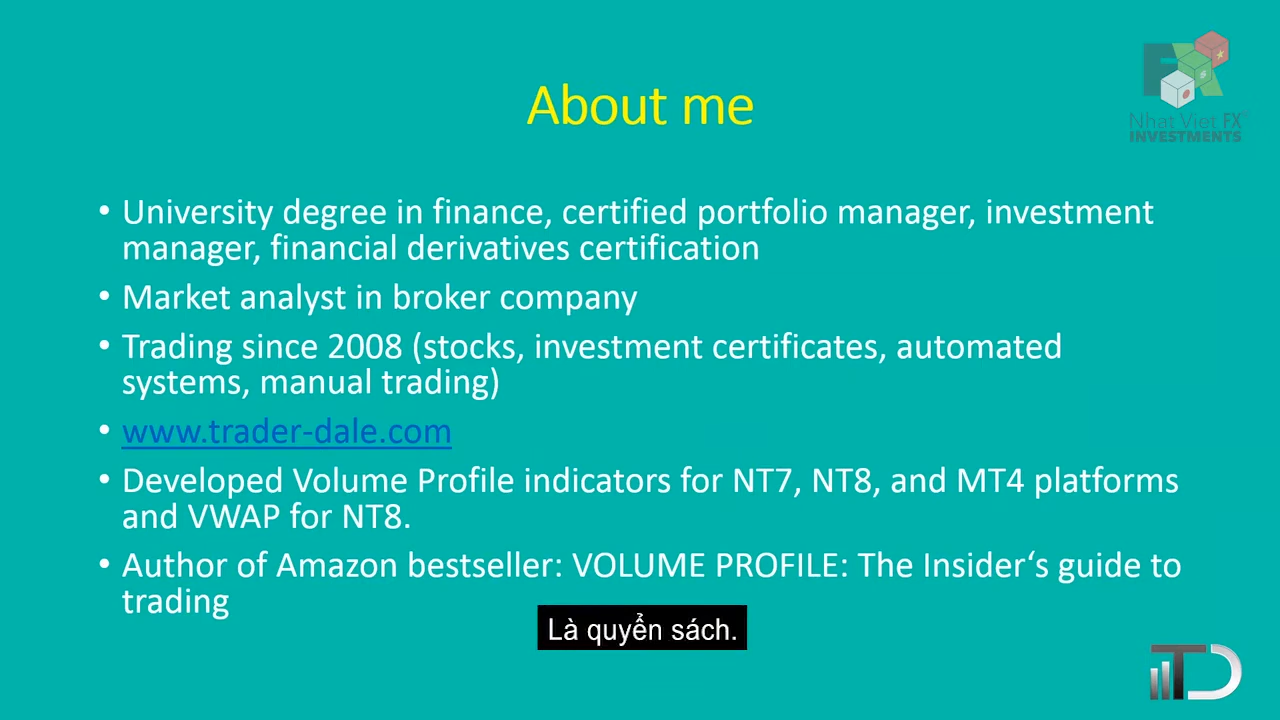 Nhat Viet FX
INVESTMENTS
About me
• University degree in finance, certified portfolio manager, investment
manager, financial derivatives certification
• Market analyst in broker company
• Trading since 2008 (stocks, investment certificates, automated
systems, manual trading)
• www.trader-dale.com
• Developed Volume Profile indicators for NT7, NT8, and MT4 platforms
and VWAP for NT8.
• Author of Amazon bestseller: VOLUME PROFILE: The Insider‘s guide to
trading
Là quyển sách.
TD